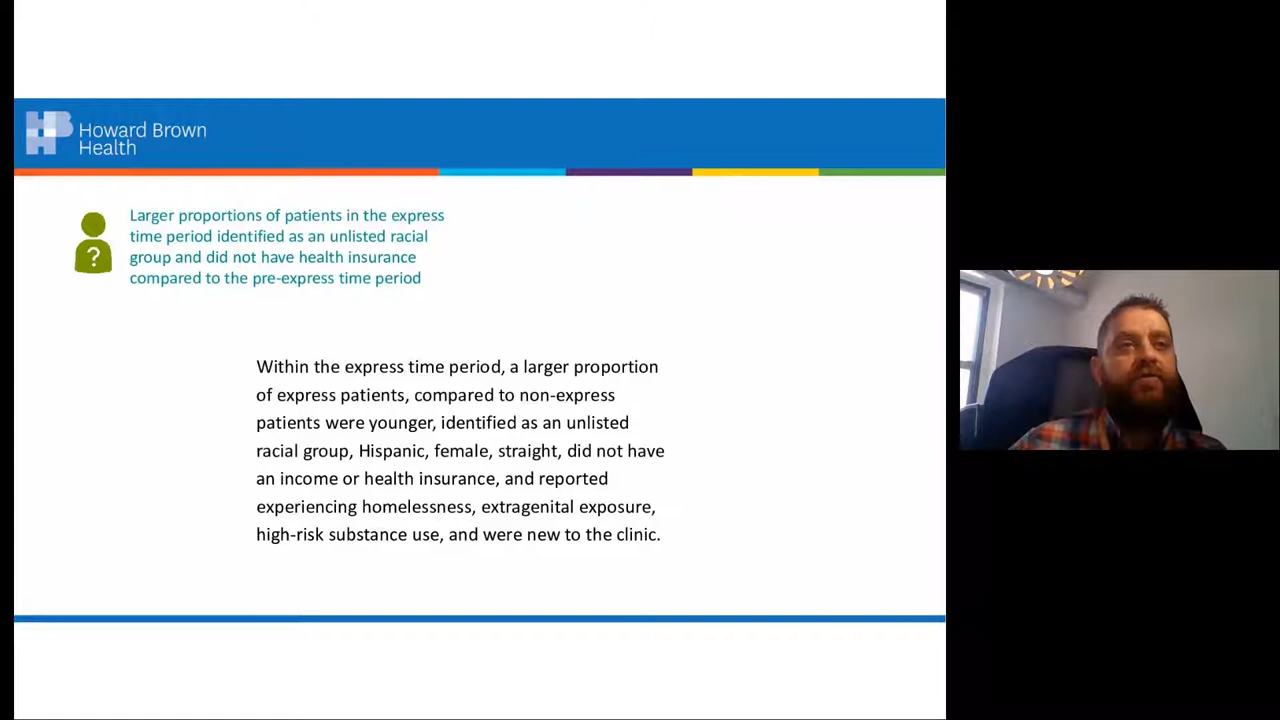 Howard Brown
Health
Larger proportions of patients in the express
time period identified as an unlisted racial
group and did not have health insurance
compared to the pre-express time period
?
Within the express time period, a larger proportion
of express patients, compared to non-express
patients were younger, identified as an unlisted
racial group, Hispanic, female, straight, did not have
an income or health insurance, and reported
experiencing homelessness, extragenital exposure,
high-risk substance use, and were new to the clinic.